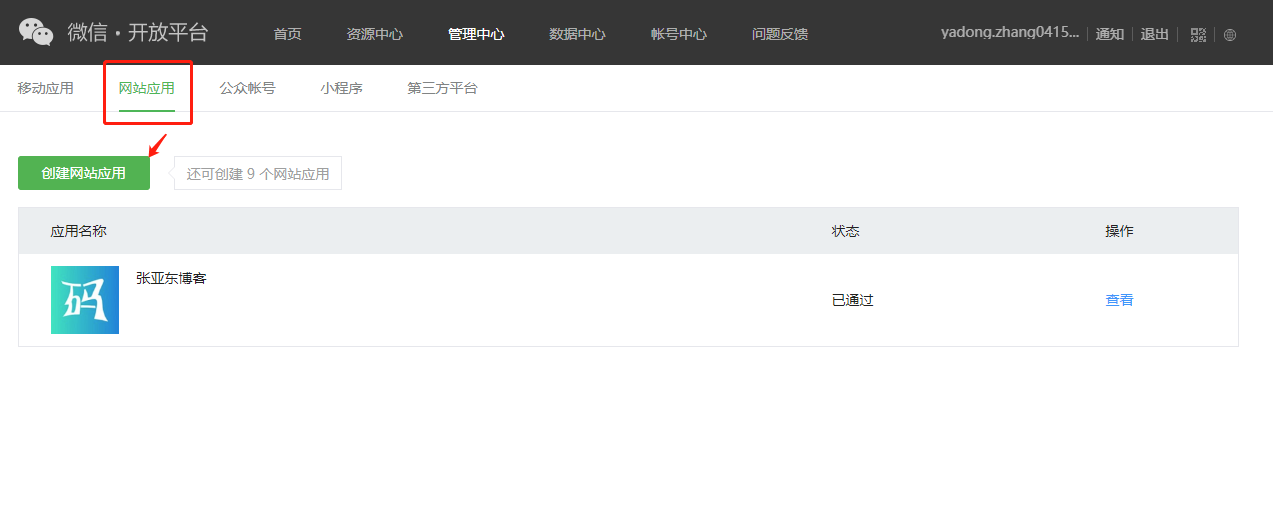 微信·开放平台 首页 资源中心 管理中心 数据中心 帐号中心 问题反馈 yadong.zhang0415... 通知 退出
移动应用 网站应用 公众帐号 小程序 第三方平台
创建网站应用 还可创建 9 个网站应用
应用名称 状态 操作
码 张亚东博客 已通过 查看